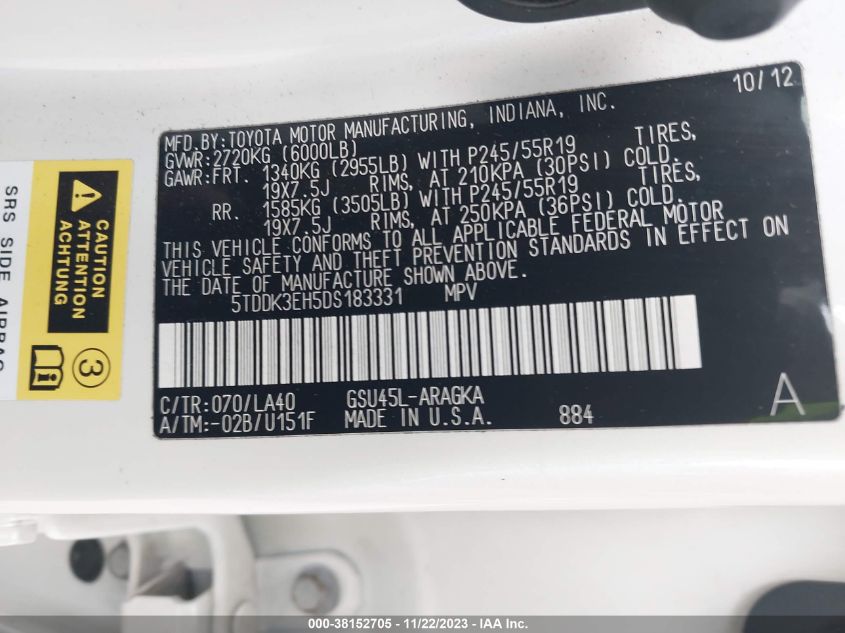 10/12
MFD.BY:TOYOTA MOTOR MANUFACTURING, INDIANA, INC.
GVWR:2720KG (6000LB)
GAWR:FRT. 1340KG (2955LB) WITH P245/55R19 TIRES,
19X7.5J RIMS, AT 210KPA (30PSI) COLD.
RR. 1585KG (3505LB) WITH P245/55R19 TIRES,
19X7.5J RIMS, AT 250KPA (36PSI) COLD.
THIS VEHICLE CONFORMS TO ALL APPLICABLE FEDERAL MOTOR
VEHICLE SAFETY AND THEFT PREVENTION STANDARDS IN EFFECT ON
THE DATE OF MANUFACTURE SHOWN ABOVE.
5TDDK3EH5DS183331 MPV
C/TR:070/LA40 GSU45L-ARAGKA
A/TM:-02B/U151F MADE IN U.S.A. 884
A
CAUTION
ATTENTION
ACHTUNG
3
SRS SIDE AIRBAG
000-38152705 - 11/22/2023 - IAAI.com